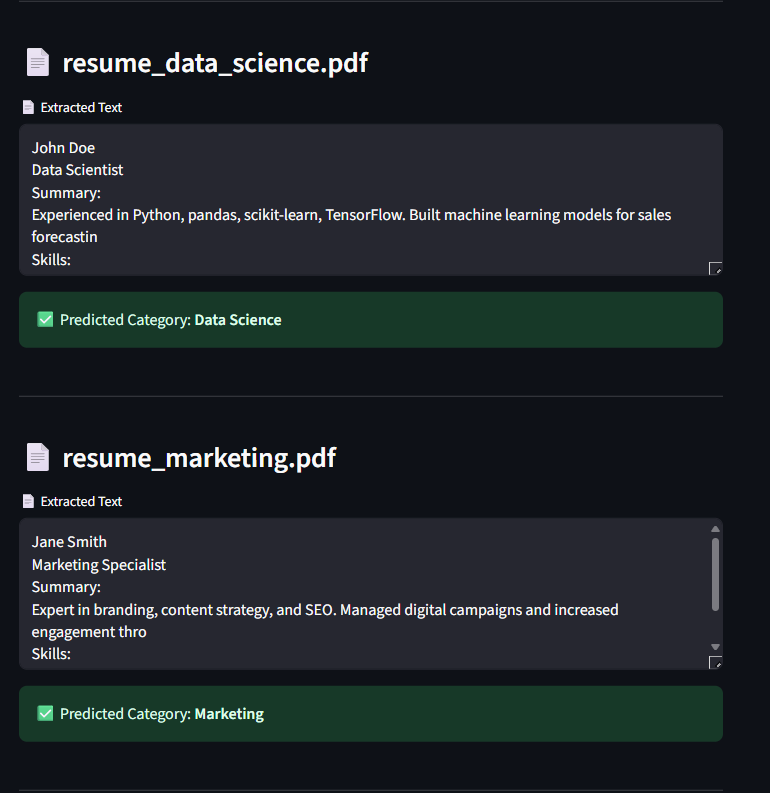 resume_data_science.pdf
Extracted Text
John Doe
Data Scientist
Summary:
Experienced in Python, pandas, scikit-learn, TensorFlow. Built machine learning models for sales
forecastin
Skills:
Predicted Category: Data Science
resume_marketing.pdf
Extracted Text
Jane Smith
Marketing Specialist
Summary:
Expert in branding, content strategy, and SEO. Managed digital campaigns and increased
engagement thro
Skills:
Predicted Category: Marketing